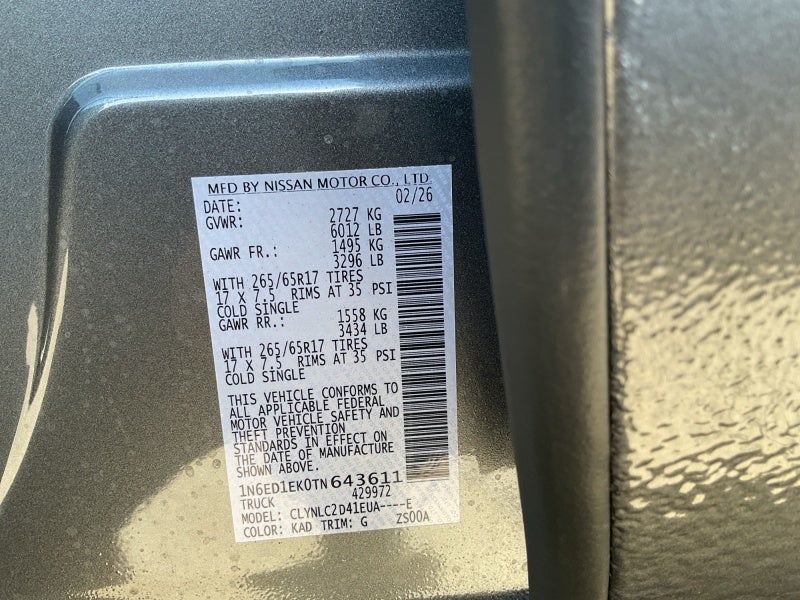 MFD BY NISSAN MOTOR CO., LTD.
DATE: 02/26
GVWR: 2727 KG
6012 LB
GAWR FR.: 1495 KG
3296 LB
WITH 265/65R17 TIRES
17 X 7.5 RIMS AT 35 PSI
COLD SINGLE
GAWR RR.: 1558 KG
3434 LB
WITH 265/65R17 TIRES
17 X 7.5 RIMS AT 35 PSI
COLD SINGLE
THIS VEHICLE CONFORMS TO
ALL APPLICABLE FEDERAL
MOTOR VEHICLE SAFETY AND
THEFT PREVENTION
STANDARDS IN EFFECT ON
THE DATE OF MANUFACTURE
SHOWN ABOVE.
1N6ED1EK0TN643611
TRUCK 429972
MODEL: CLYNLC2D41EUA----E
COLOR: KAD TRIM: G ZS00A